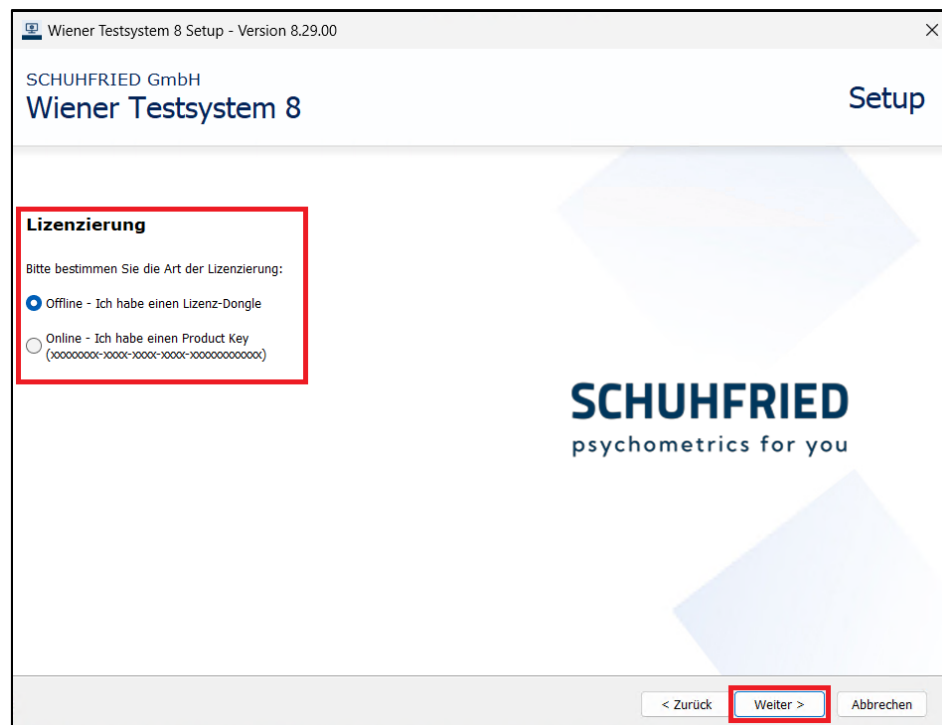 Wiener Testsystem 8 Setup - Version 8.29.00
SCHUHFRIED GmbH
Wiener Testsystem 8
Setup
Lizenzierung
Bitte bestimmen Sie die Art der Lizenzierung:
Offline - Ich habe einen Lizenz-Dongle
Online - Ich habe einen Product Key
(xxxxxxxx-xxxx-xxxx-xxxx-xxxxxxxxxxxx)
SCHUHFRIED
psychometrics for you
< Zurück
Weiter >
Abbrechen